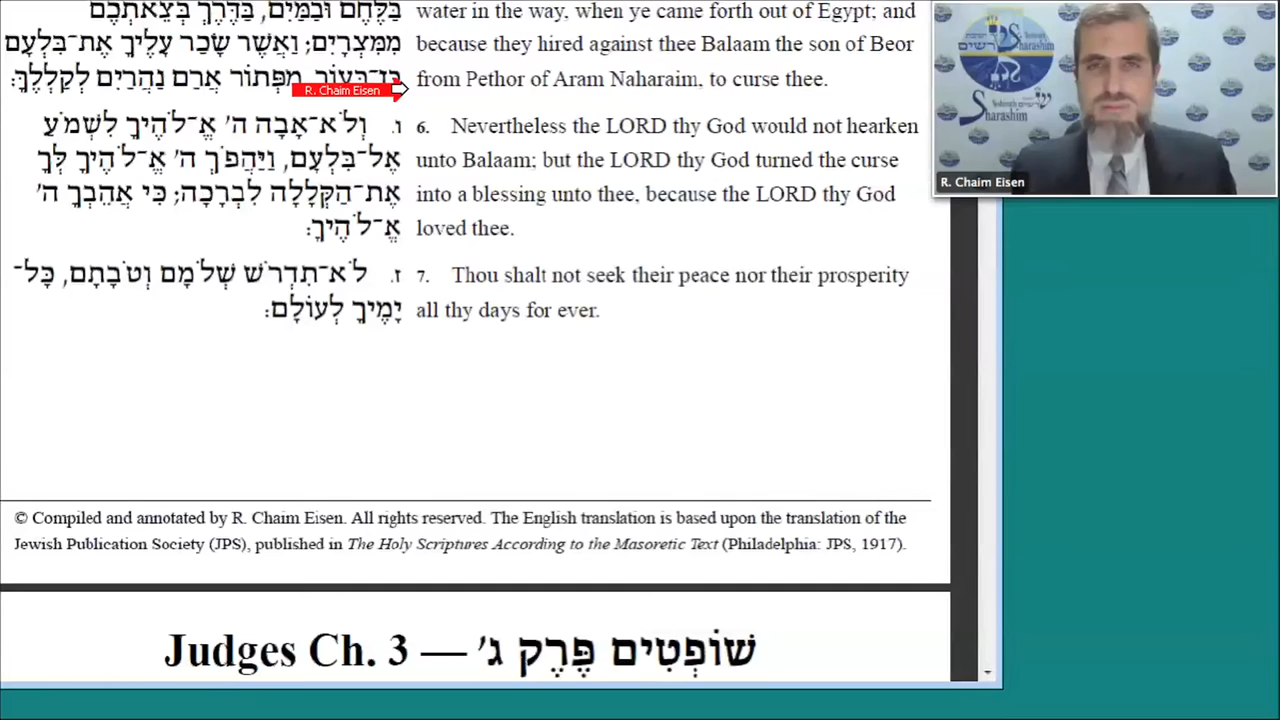 בַּלֶּחֶם וּבַמַּיִם, בַּדֶּרֶךְ בְּצֵאתְכֶם
מִמִּצְרָיִם; וַאֲשֶׁר שָׂכַר עָלֶיךָ אֶת־בִּלְעָם
בֶּן־בְּעוֹר, מִפְּתוֹר אֲרַם נַהֲרַיִם לְקַלְלֶךָּ:
ו. וְלֹא־אָבָה ה' אֱ־לֹהֶיךָ לִשְׁמֹעַ
אֶל־בִּלְעָם, וַיַּהֲפֹךְ ה' אֱ־לֹהֶיךָ לְּךָ
אֶת־הַקְּלָלָה לִבְרָכָה; כִּי אֲהֵבְךָ ה'
אֱ־לֹהֶיךָ:
ז. לֹא־תִדְרֹשׁ שְׁלֹמָם וְטֹבָתָם, כָּל־
יָמֶיךָ לְעוֹלָם:
water in the way, when ye came forth out of Egypt; and
because they hired against thee Balaam the son of Beor
from Pethor of Aram Naharaim, to curse thee.
6. Nevertheless the LORD thy God would not hearken
unto Balaam; but the LORD thy God turned the curse
into a blessing unto thee, because the LORD thy God
loved thee.
7. Thou shalt not seek their peace nor their prosperity
all thy days for ever.
R. Chaim Eisen
© Compiled and annotated by R. Chaim Eisen. All rights reserved. The English translation is based upon the translation of the
Jewish Publication Society (JPS), published in The Holy Scriptures According to the Masoretic Text (Philadelphia: JPS, 1917).
Judges Ch. 3 — שׁוֹפְטִים פֶּרֶק ג'
שרשים
Sharashim
Sharashim
R. Chaim Eisen